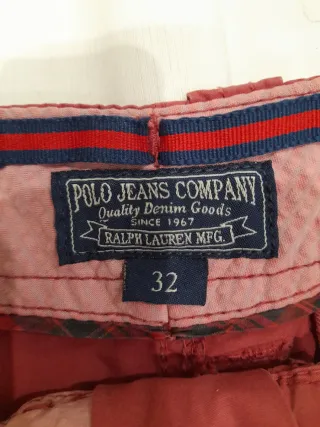 POLO JEANS COMPANY
Quality Denim Goods
SINCE 1967
RALPH LAUREN MFG.
32